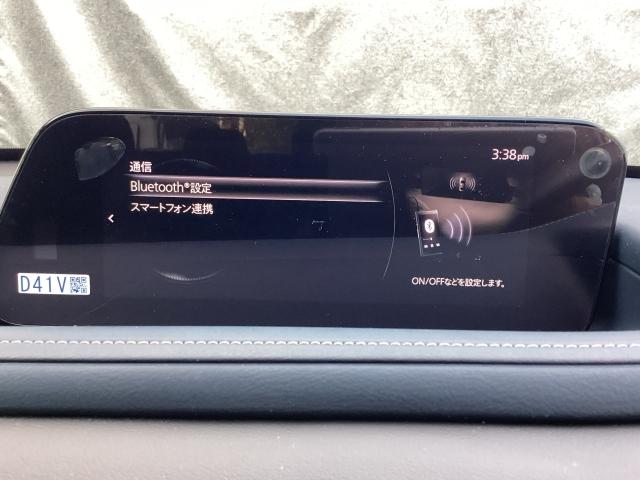 3:38pm
通信
Bluetooth®設定
スマートフォン連携
ON/OFFなどを設定します。
D41V